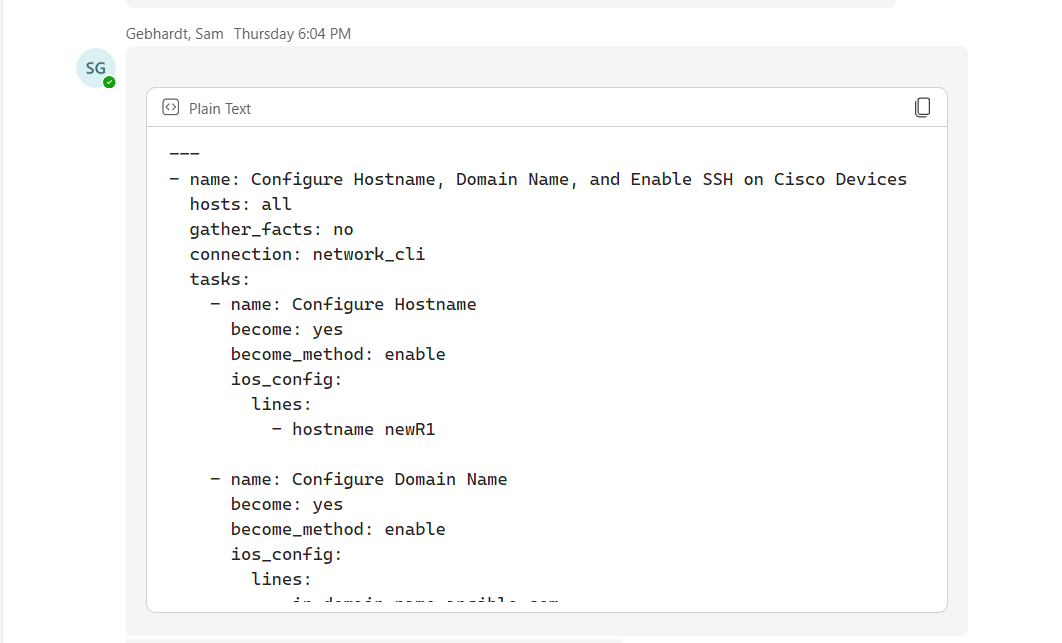 Gebhardt, Sam Thursday 6:04 PM
SG
Plain Text
---
- name: Configure Hostname, Domain Name, and Enable SSH on Cisco Devices
  hosts: all
  gather_facts: no
  connection: network_cli
  tasks:
    - name: Configure Hostname
      become: yes
      become_method: enable
      ios_config:
        lines:
          - hostname newR1

    - name: Configure Domain Name
      become: yes
      become_method: enable
      ios_config:
        lines: